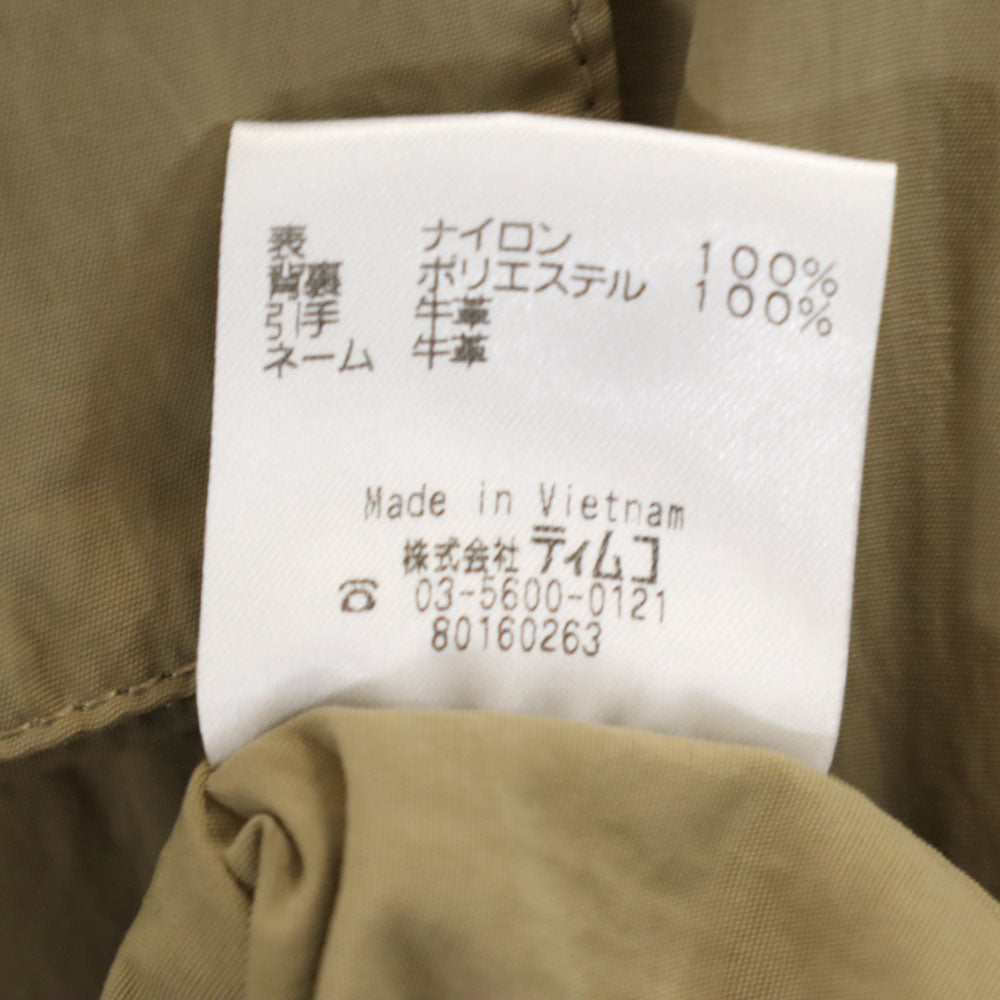 表 ナイロン 100%
背裏 ポリエステル 100%
引手 牛革
ネーム 牛革
Made in Vietnam
株式会社 ティムコ
☎ 03-5600-0121
80160263